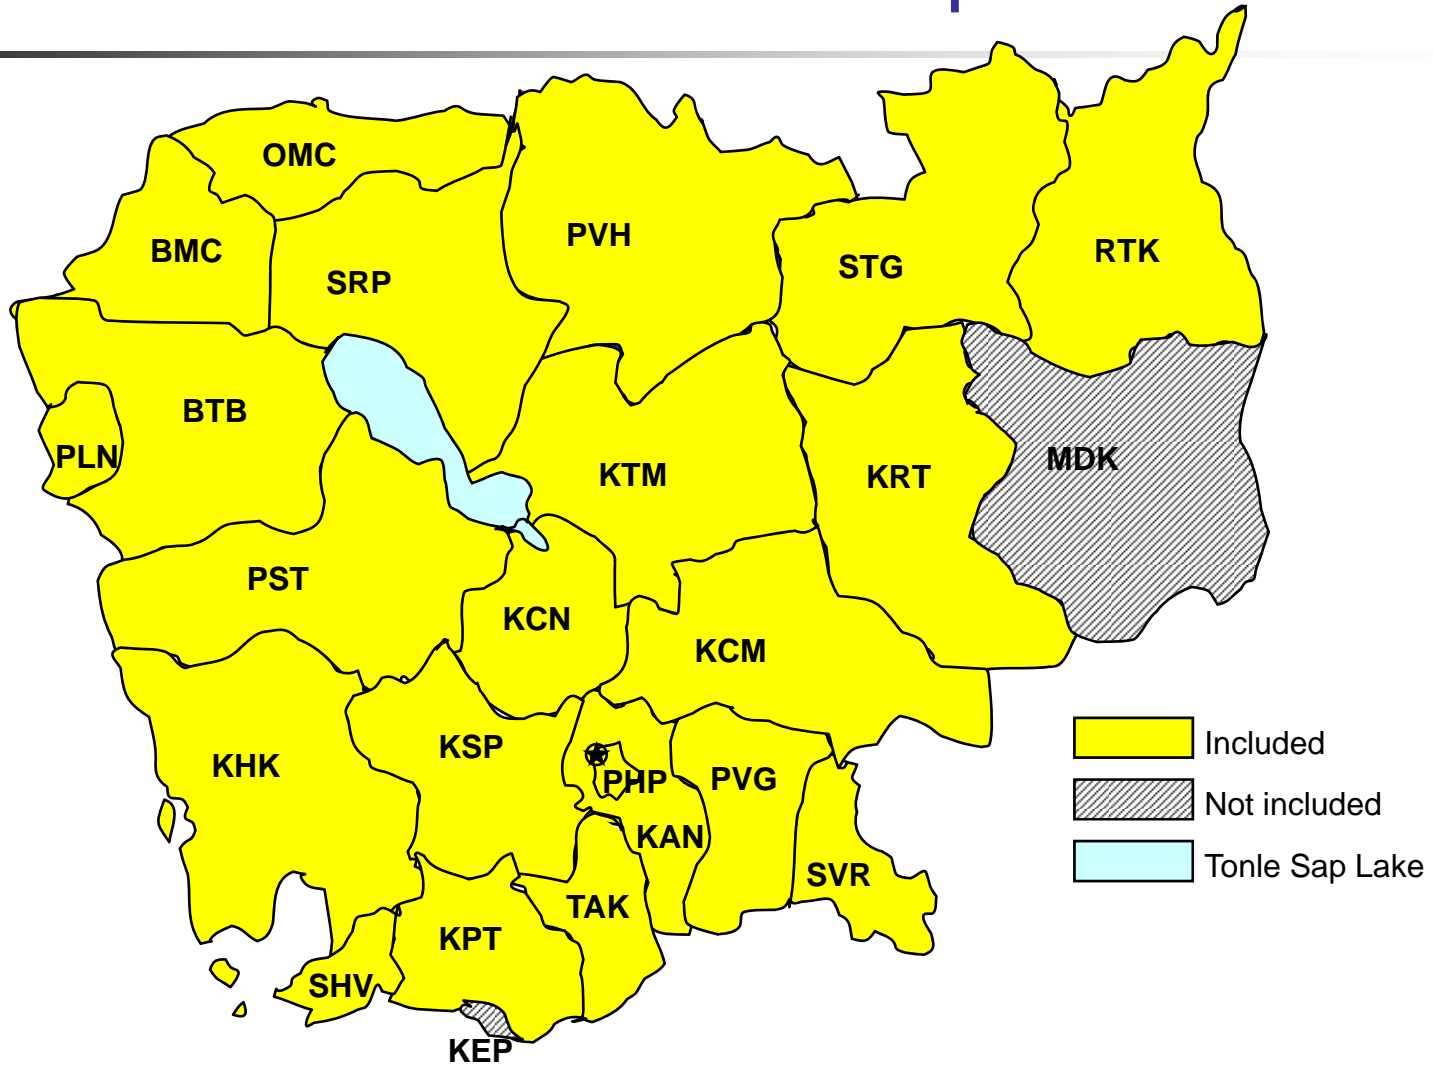 OMC
BMC
SRP
PVH
STG
RTK
BTB
PLN
KTM
KRT
MDK
PST
KCN
KCM
KHK
KSP
PHP
PVG
KAN
SVR
TAK
KPT
SHV
KEP
Included
Not included
Tonle Sap Lake